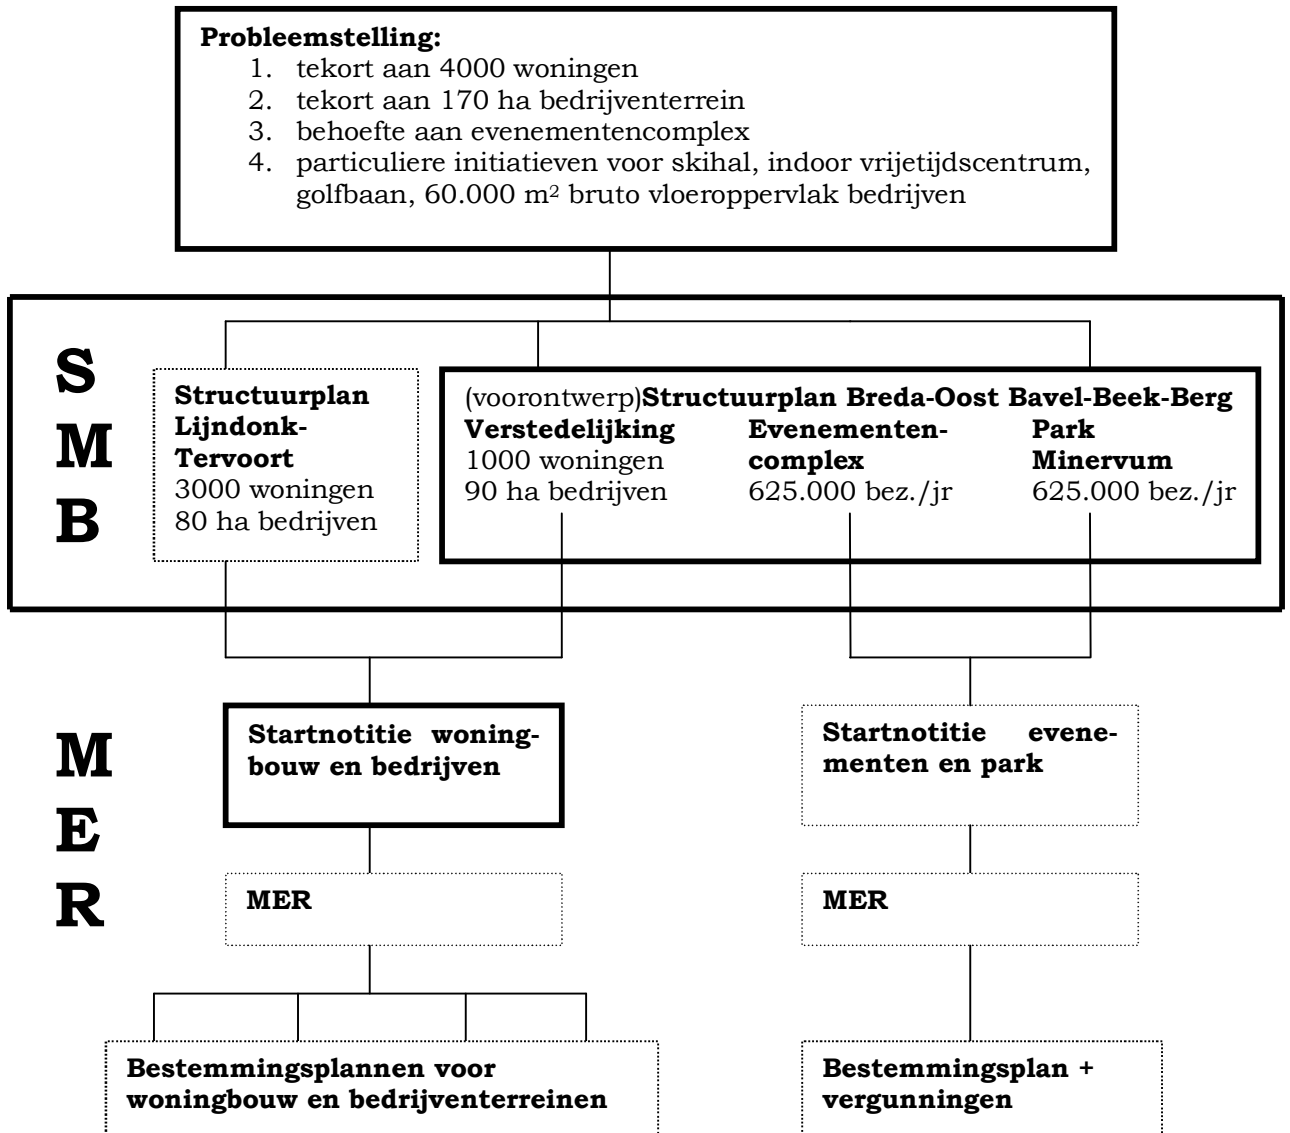 Probleemstelling:
1. tekort aan 4000 woningen
2. tekort aan 170 ha bedrijventerrein
3. behoefte aan evenementencomplex
4. particuliere initiatieven voor skihal, indoor vrijetijdscentrum,
golfbaan, 60.000 m² bruto vloeroppervlak bedrijven
S
M
B
Structuurplan
Lijndonk-
Tervoort
3000 woningen
80 ha bedrijven
(voorontwerp)Structuurplan Breda-Oost Bavel-Beek-Berg
Verstedelijking
1000 woningen
90 ha bedrijven
Evenementen-
complex
625.000 bez./jr
Park
Minervum
625.000 bez./jr
M
E
R
Startnotitie woning-
bouw en bedrijven
Startnotitie evene-
menten en park
MER
MER
Bestemmingsplannen voor
woningbouw en bedrijventerreinen
Bestemmingsplan +
vergunningen